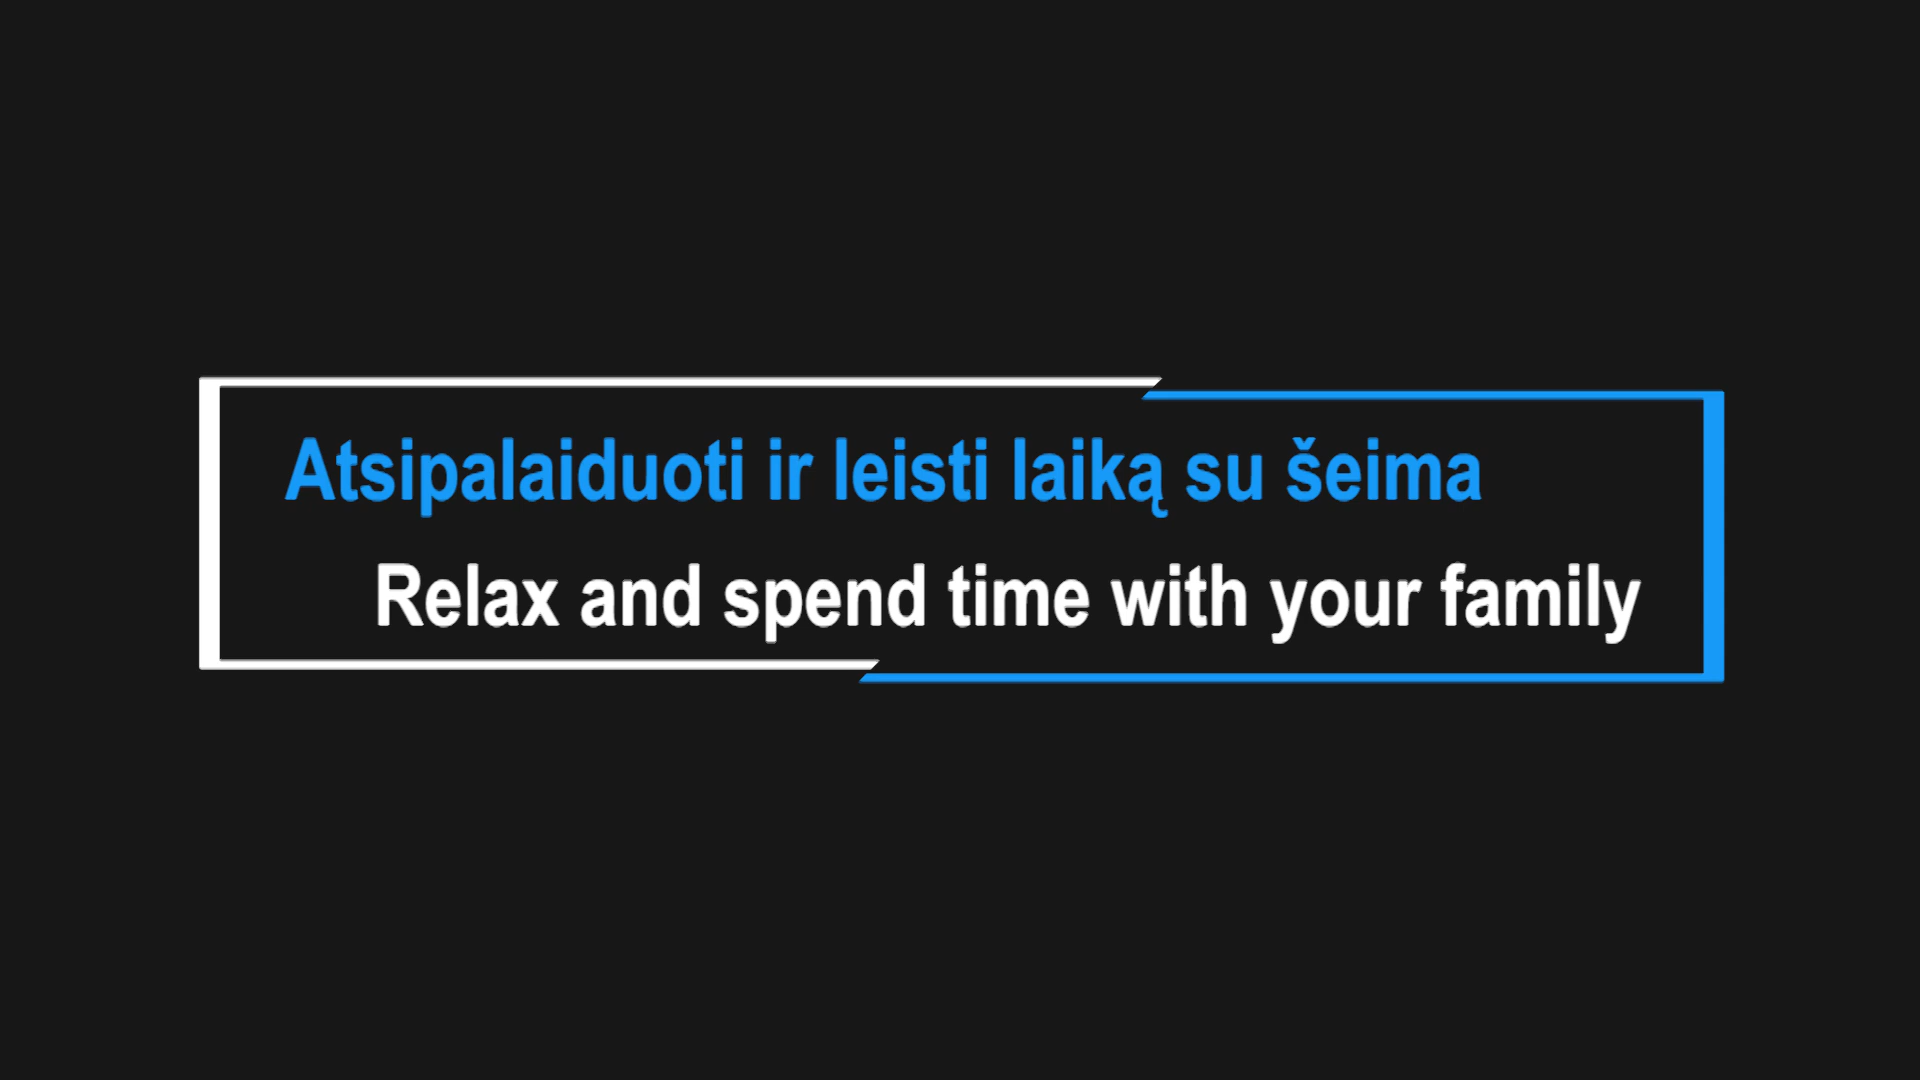 Atsipalaiduoti ir leisti laiką su šeima
Relax and spend time with your family